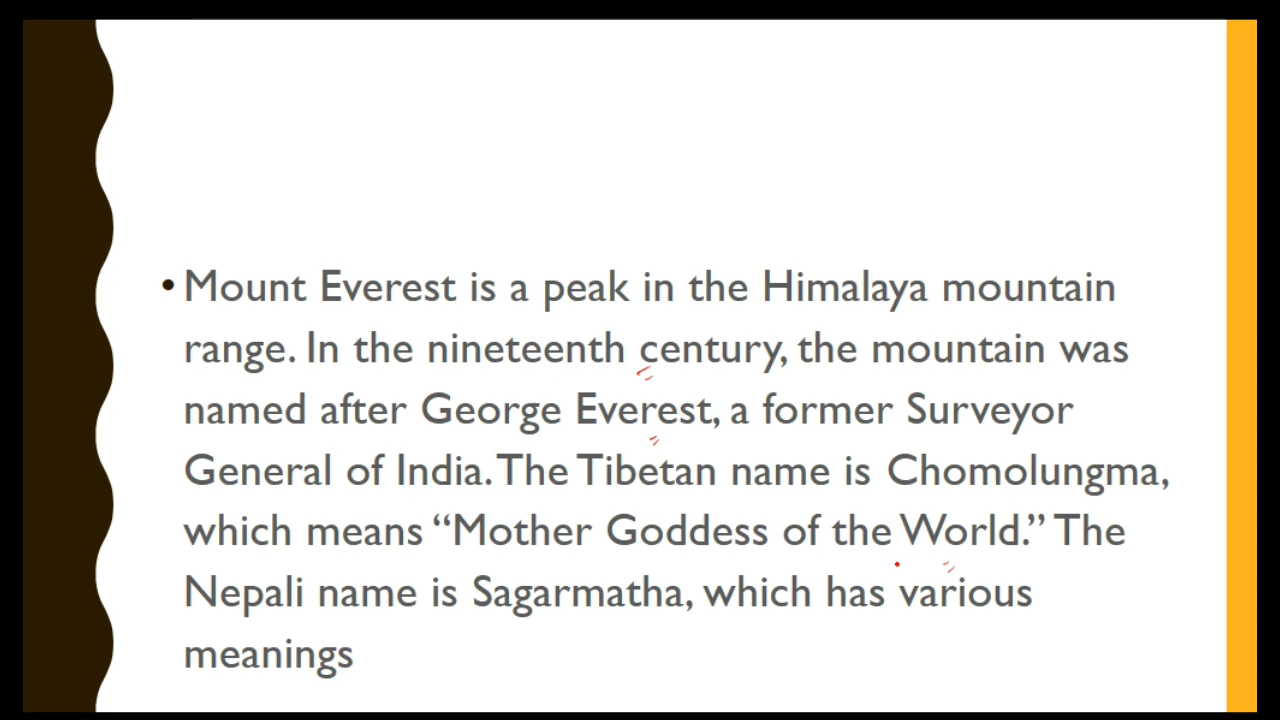 • Mount Everest is a peak in the Himalaya mountain
range. In the nineteenth century, the mountain was
named after George Everest, a former Surveyor
General of India. The Tibetan name is Chomolungma,
which means “Mother Goddess of the World.” The
Nepali name is Sagarmatha, which has various
meanings